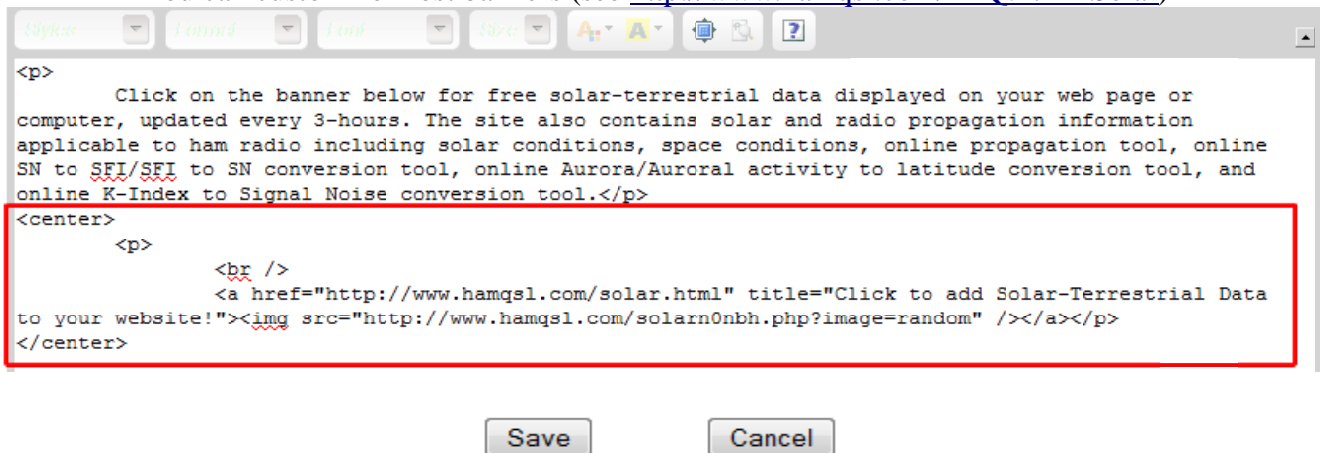 Styles Format Font Size
<p>
Click on the banner below for free solar-terrestrial data displayed on your web page or
computer, updated every 3-hours. The site also contains solar and radio propagation information
applicable to ham radio including solar conditions, space conditions, online propagation tool, online
SN to SFI/SFI to SN conversion tool, online Aurora/Auroral activity to latitude conversion tool, and
online K-Index to Signal Noise conversion tool.</p>
<center>
<p>
<br />
<a href="http://www.hamqsl.com/solar.html" title="Click to add Solar-Terrestrial Data
to your website!"><img src="http://www.hamqsl.com/solarn0nbh.php?image=random" /></a></p>
</center>
Save Cancel